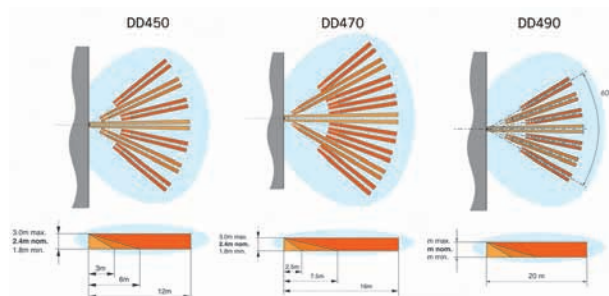 DD450
DD470
DD490
60
3.0m max.
2.4m nom.
1.8m min.
3m
6m
12m
3.0m max.
2.4m nom.
1.8m min.
2.5m
7.5m
16m
m max.
m nom.
m min.
20 m